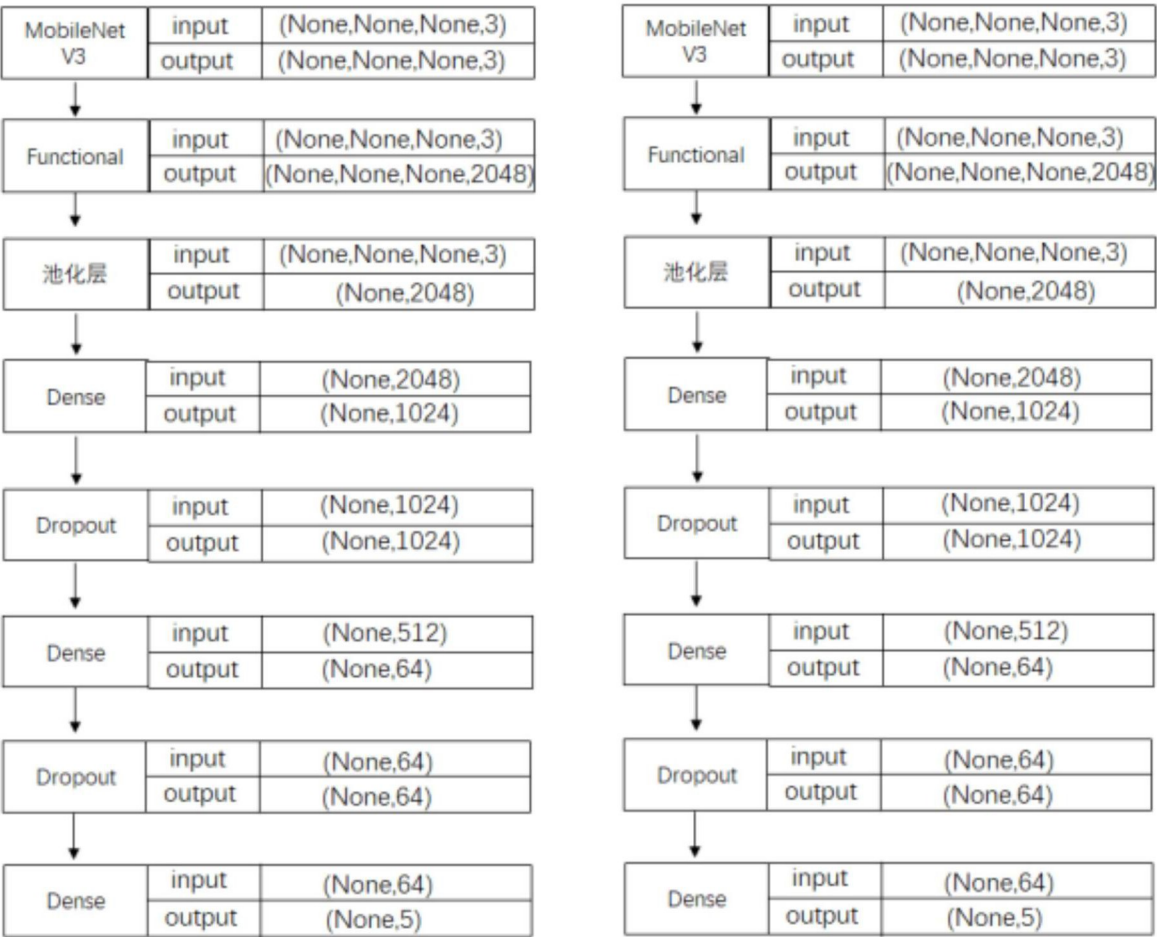 MobileNet
V3
input
(None,None,None,3)
output
(None,None,None,3)
Functional
input
(None,None,None,3)
output
(None,None,None,2048)
池化层
input
(None,None,None,3)
output
(None,2048)
Dense
input
(None,2048)
output
(None,1024)
Dropout
input
(None,1024)
output
(None,1024)
Dense
input
(None,512)
output
(None,64)
Dropout
input
(None,64)
output
(None,64)
Dense
input
(None,64)
output
(None,5)
MobileNet
V3
input
(None,None,None,3)
output
(None,None,None,3)
Functional
input
(None,None,None,3)
output
(None,None,None,2048)
池化层
input
(None,None,None,3)
output
(None,2048)
Dense
input
(None,2048)
output
(None,1024)
Dropout
input
(None,1024)
output
(None,1024)
Dense
input
(None,512)
output
(None,64)
Dropout
input
(None,64)
output
(None,64)
Dense
input
(None,64)
output
(None,5)